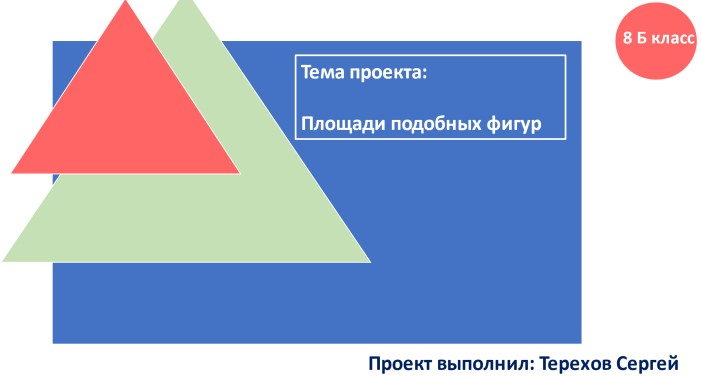 8 Б класс
Тема проекта:
Площади подобных фигур
Проект выполнил: Терехов Сергей